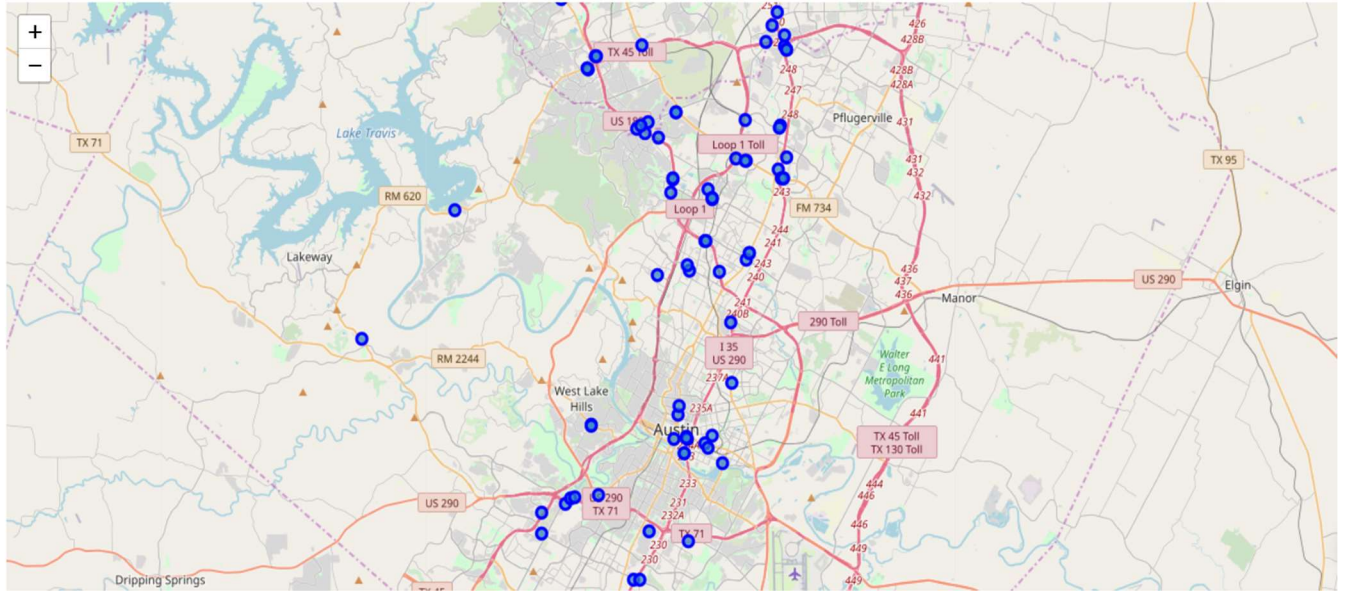 +
−
426
428B
TX 45 Toll
248
428B
428A
247
Lake Travis
US 18
248
Pflugerville
431
TX 71
Loop 1 Toll
431
TX 95
432
RM 620
243
432
Loop 1
FM 734
244
241
Lakeway
243
436
240
437
US 290
Elgin
436
Manor
241
240B
290 Toll
I 35
US 290
RM 2244
Walter
E Long
Metropolitan
Park
441
237A
West Lake
Hills
235A
441
Austin
TX 45 Toll
TX 130 Toll
233
444
446
US 290
290
TX 71
231
232A
446
TX 71
230
449
230
Dripping Springs
449
TX 45